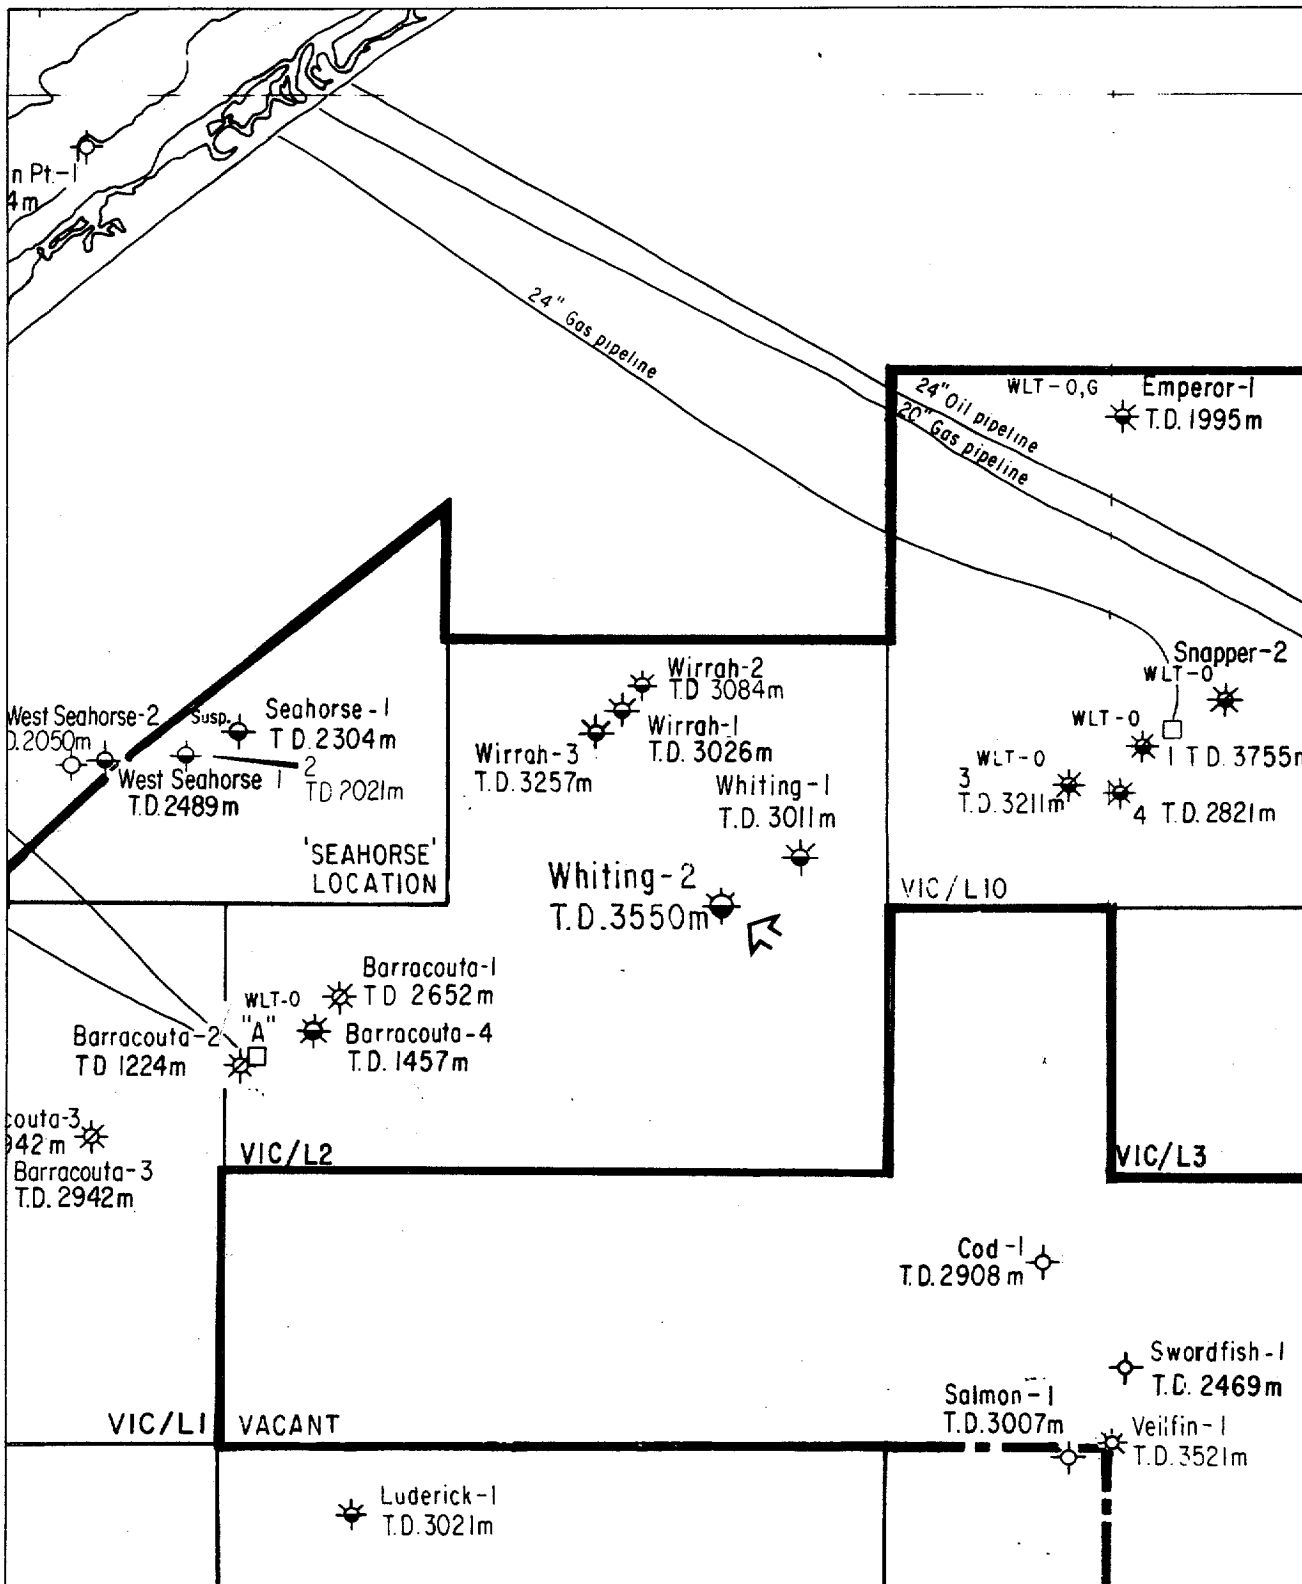 n Pt.-1
4m
24" Gas pipeline
24" Oil pipeline
20" Gas pipeline
WLT-O,G
Emperor-1
T.D. 1995m
Snapper-2
WLT-O
WLT-O
1 T.D. 3755m
WLT-O
3
T.D. 3211m
4 T.D. 2821m
Wirrah-2
T.D 3084m
Wirrah-1
T.D. 3026m
Wirrah-3
T.D. 3257m
West Seahorse-2
D. 2050m
Susp.
Seahorse-1
T D. 2304m
West Seahorse 1
T.D. 2489m
2
TD 2021m
'SEAHORSE'
LOCATION
Whiting-1
T.D. 3011m
Whiting-2
T.D. 3550m
VIC/L10
Barracouta-1
TD 2652m
WLT-O
"A"
Barracouta-4
T.D. 1457m
Barracouta-2
TD 1224m
couta-3
942m
Barracouta-3
T.D. 2942m
VIC/L2
VIC/L3
Cod-1
T.D. 2908m
Swordfish-1
T.D. 2469m
Salmon-1
T.D. 3007m
Veilfin-1
T.D. 3521m
VIC/L1
VACANT
Luderick-1
T.D. 3021m